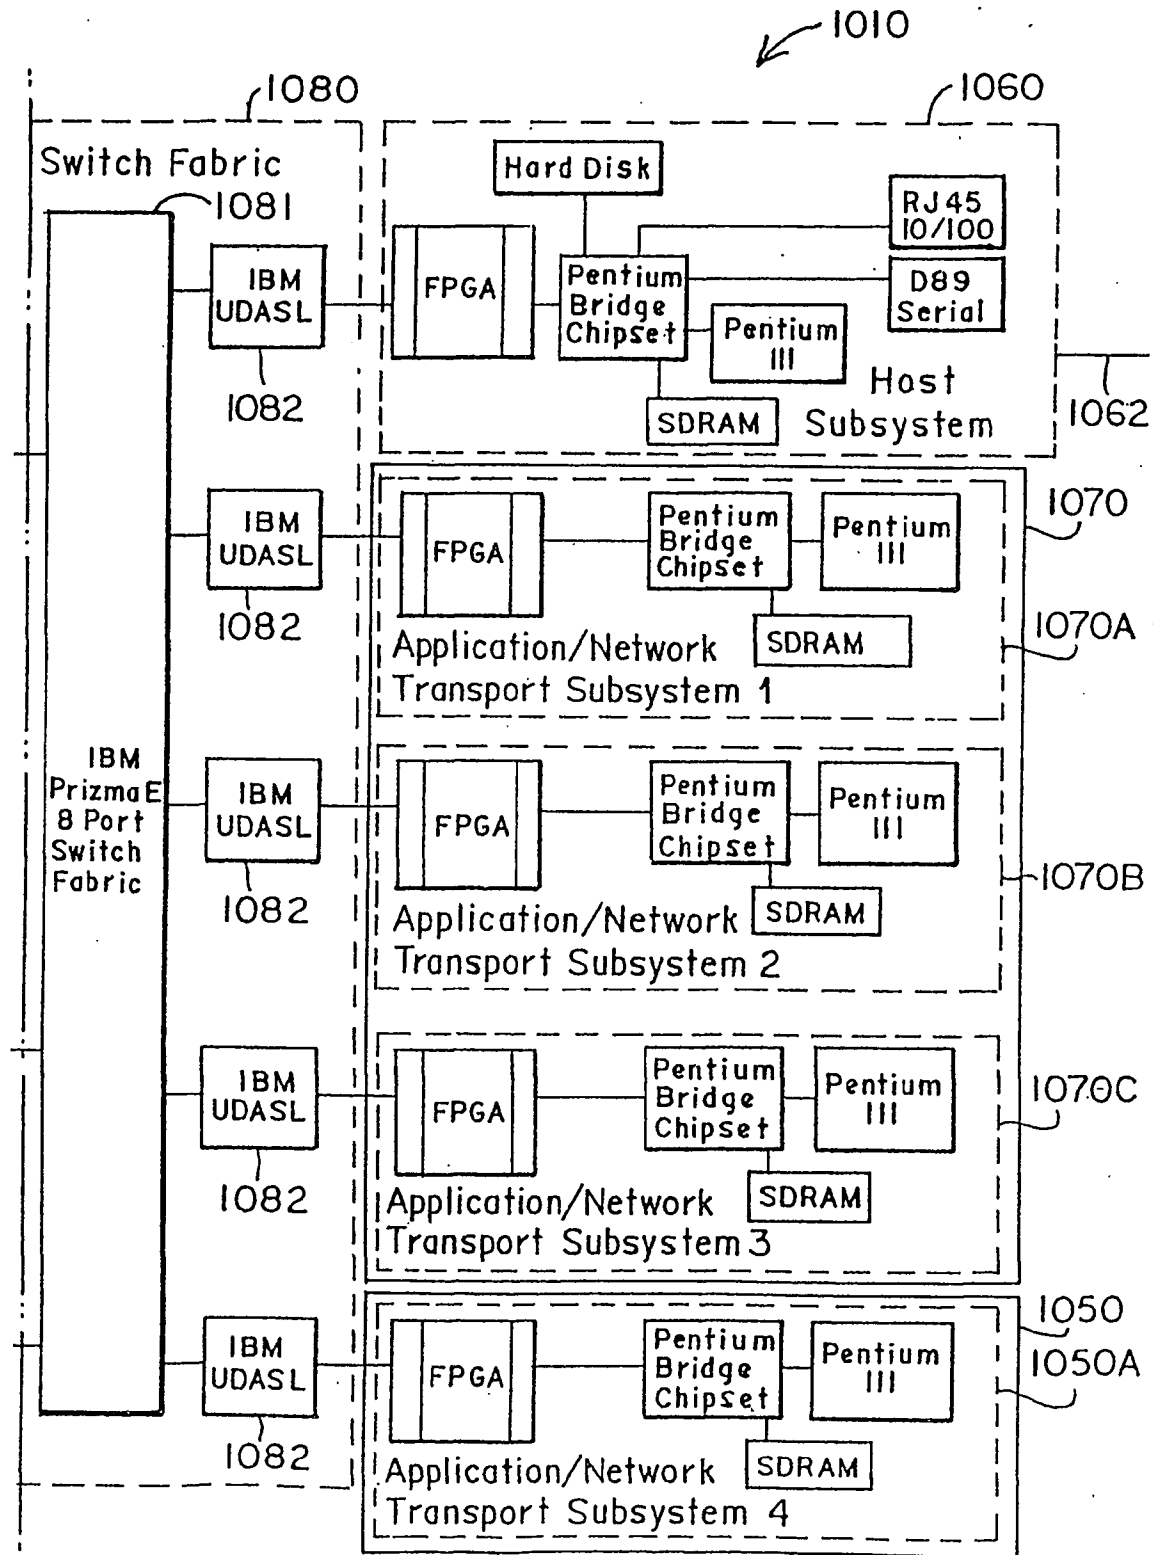 1010
1080
1060
Switch Fabric
1081
Hard Disk
RJ45
10/100
IBM
UDASL
FPGA
Pentium
Bridge
Chipset
D89
Serial
Pentium
III
1082
SDRAM
Host
Subsystem
1062
IBM
UDASL
FPGA
Pentium
Bridge
Chipset
Pentium
III
1070
1082
SDRAM
1070A
Application/Network
Transport Subsystem 1
IBM
PrizmaE
8 Port
Switch
Fabric
IBM
UDASL
FPGA
Pentium
Bridge
Chipset
Pentium
III
1070B
1082
SDRAM
Application/Network
Transport Subsystem 2
IBM
UDASL
FPGA
Pentium
Bridge
Chipset
Pentium
III
1070C
1082
SDRAM
Application/Network
Transport Subsystem 3
IBM
UDASL
FPGA
Pentium
Bridge
Chipset
Pentium
III
1050
1050A
1082
SDRAM
Application/Network
Transport Subsystem 4